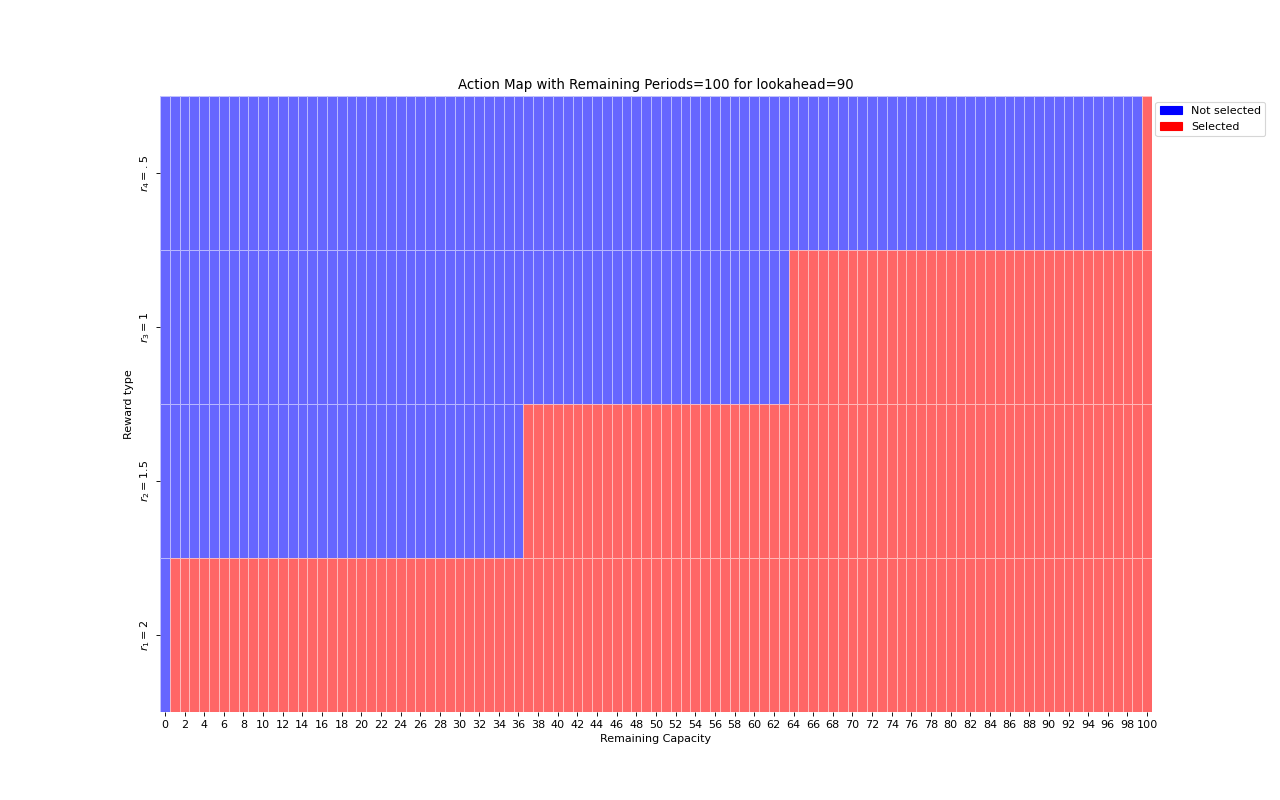 Action Map with Remaining Periods=100 for lookahead=90
Not selected
Selected
r₄ = .5
r₃ = 1
r₂ = 1.5
r₁ = 2
Reward type
0 2 4 6 8 10 12 14 16 18 20 22 24 26 28 30 32 34 36 38 40 42 44 46 48 50 52 54 56 58 60 62 64 66 68 70 72 74 76 78 80 82 84 86 88 90 92 94 96 98 100
Remaining Capacity